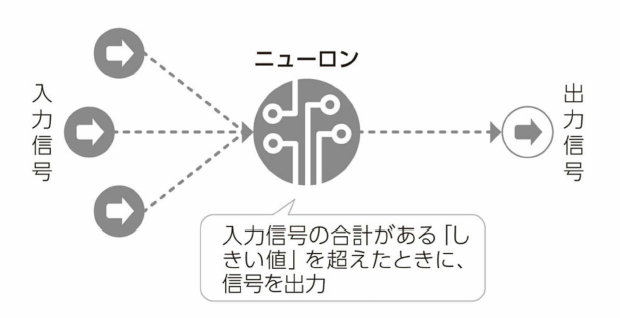 ニューロン
入力信号
出力信号
入力信号の合計がある「し
きい値」を超えたときに、
信号を出力